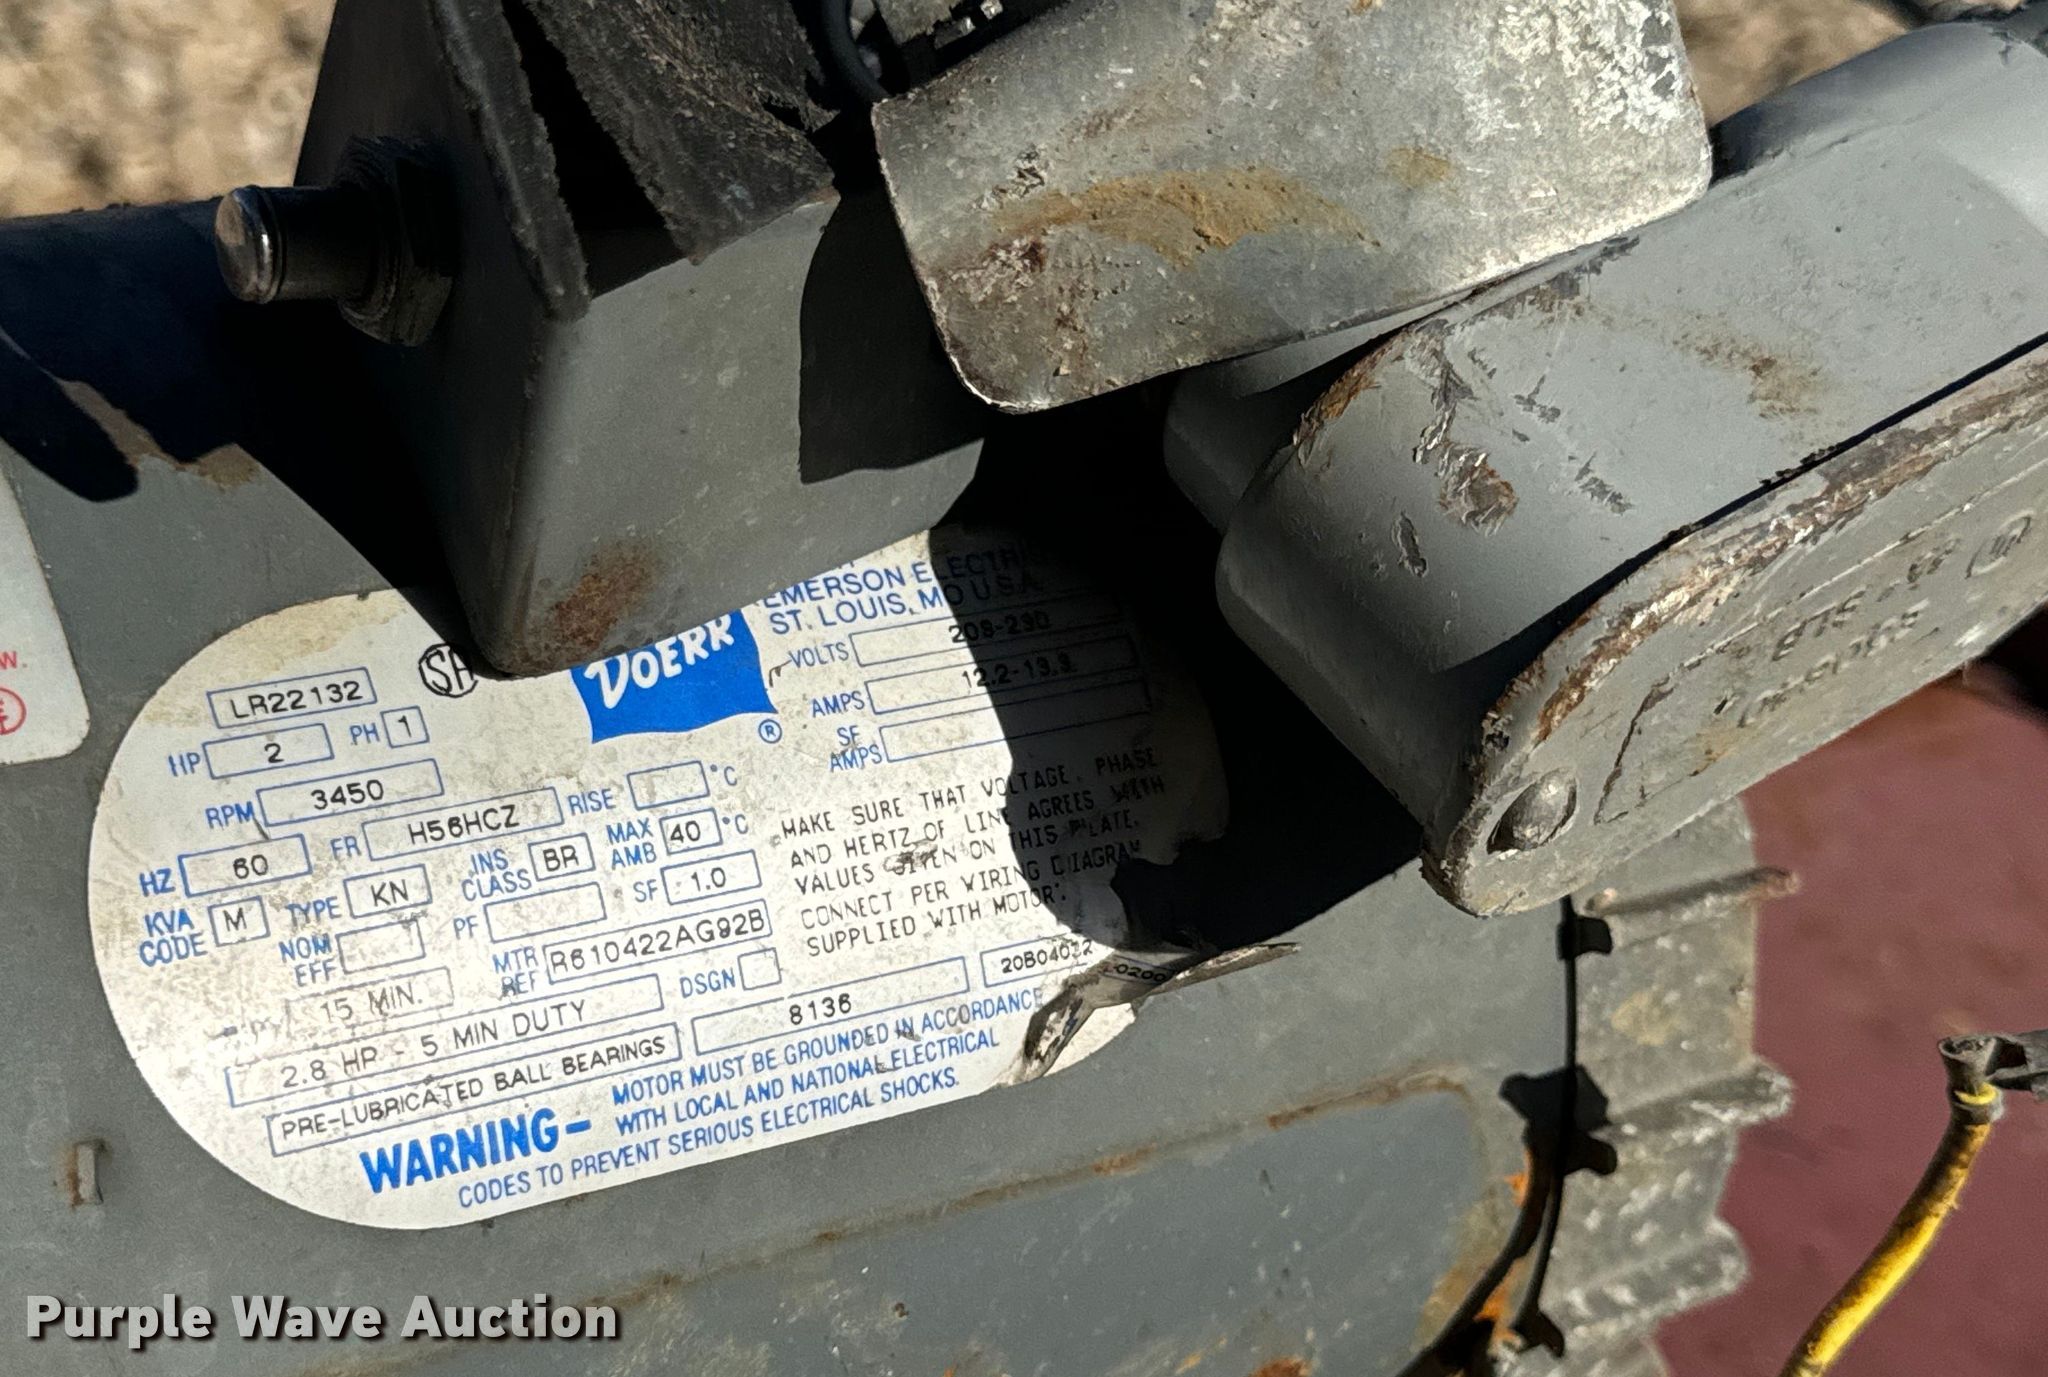 EMERSON ELECTR
ST. LOUIS, MO U.S.A.
DOERR
®
SA
LR22132
VOLTS 208-230
HP 2 PH 1
AMPS 12.2-13.3
RPM 3450
SF AMPS
FR H56HCZ RISE °C
HZ 60 INS CLASS BR MAX AMB 40 °C
KVA CODE M TYPE KN
PF SF 1.0
NOM EFF
MTR REF R610422AG92B
15 MIN.
DSGN
2.8 HP - 5 MIN DUTY
PRE-LUBRICATED BALL BEARINGS
8136
MAKE SURE THAT VOLTAGE, PHASE
AND HERTZ OF LINE AGREES WITH
VALUES GIVEN ON THIS PLATE.
CONNECT PER WIRING DIAGRAM
SUPPLIED WITH MOTOR.
WARNING- MOTOR MUST BE GROUNDED IN ACCORDANCE
WITH LOCAL AND NATIONAL ELECTRICAL
CODES TO PREVENT SERIOUS ELECTRICAL SHOCKS.
W.
Purple Wave Auction